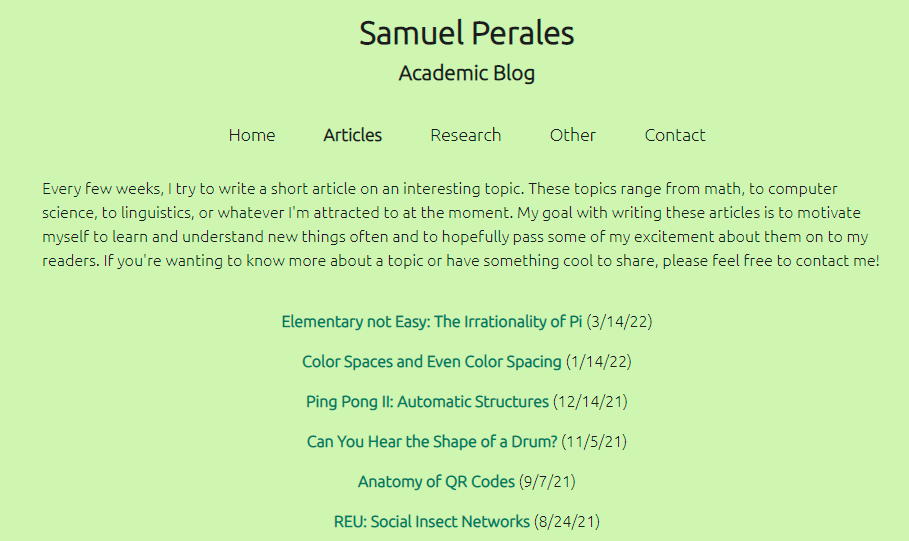 Samuel Perales
Academic Blog
Home Articles Research Other Contact
Every few weeks, I try to write a short article on an interesting topic. These topics range from math, to computer
science, to linguistics, or whatever I'm attracted to at the moment. My goal with writing these articles is to motivate
myself to learn and understand new things often and to hopefully pass some of my excitement about them on to my
readers. If you're wanting to know more about a topic or have something cool to share, please feel free to contact me!
Elementary not Easy: The Irrationality of Pi (3/14/22)
Color Spaces and Even Color Spacing (1/14/22)
Ping Pong II: Automatic Structures (12/14/21)
Can You Hear the Shape of a Drum? (11/5/21)
Anatomy of QR Codes (9/7/21)
REU: Social Insect Networks (8/24/21)